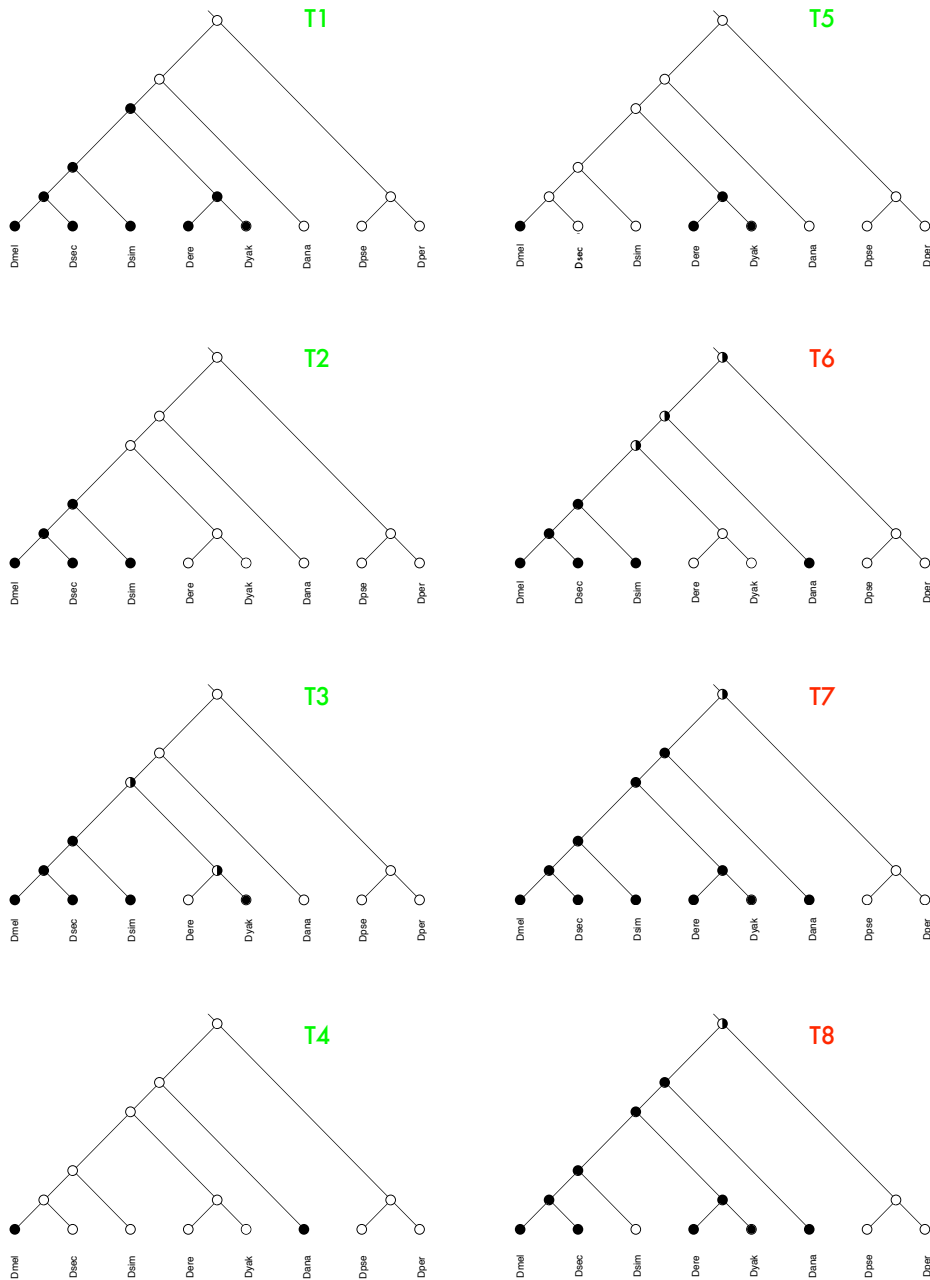 T1
Dmel Dsec Dsim Dere Dyak Dana Dpse Dper
T5
Dmel Dsec Dsim Dere Dyak Dana Dpse Dper
T2
Dmel Dsec Dsim Dere Dyak Dana Dpse Dper
T6
Dmel Dsec Dsim Dere Dyak Dana Dpse Dper
T3
Dmel Dsec Dsim Dere Dyak Dana Dpse Dper
T7
Dmel Dsec Dsim Dere Dyak Dana Dpse Dper
T4
Dmel Dsec Dsim Dere Dyak Dana Dpse Dper
T8
Dmel Dsec Dsim Dere Dyak Dana Dpse Dper